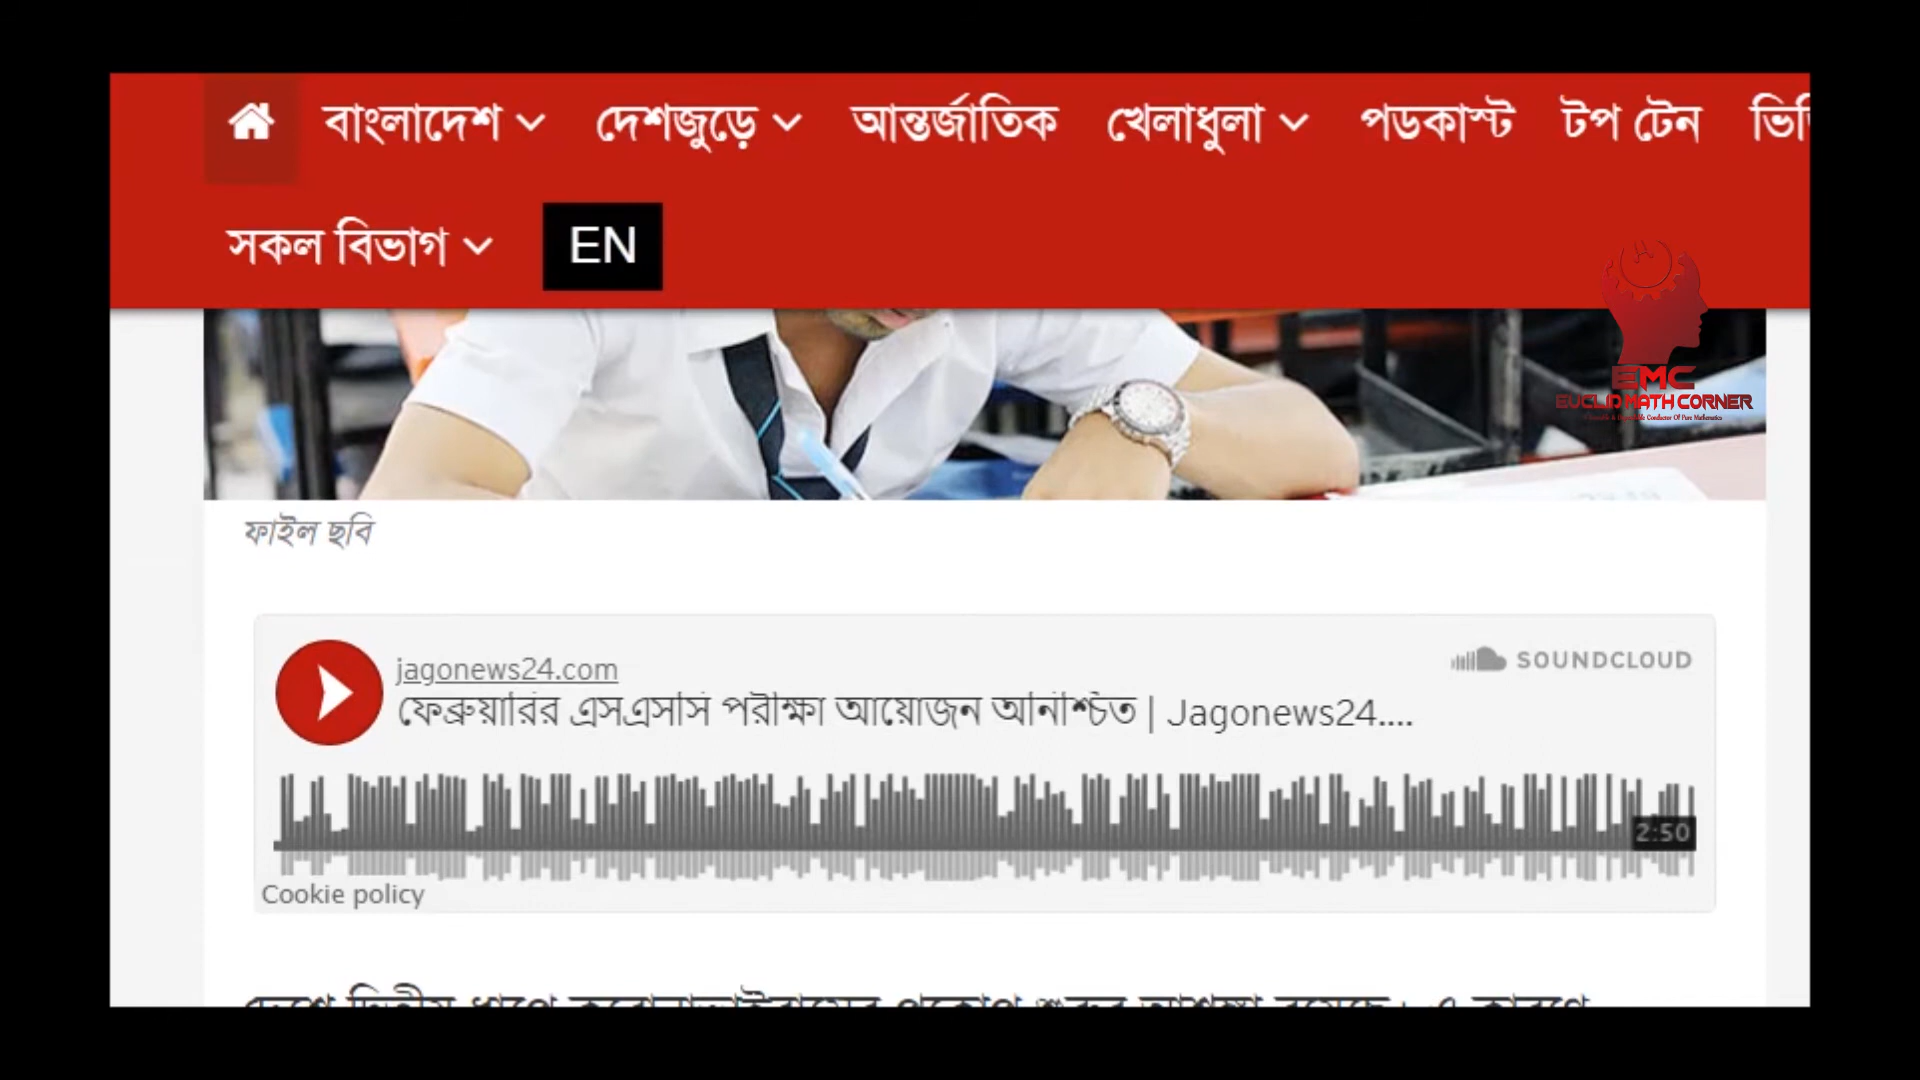 বাংলাদেশ দেশজুড়ে আন্তর্জাতিক খেলাধুলা পডকাস্ট টপ টেন
সকল বিভাগ EN
EMC
EUCLID MATH CORNER
ফাইল ছবি
jagonews24.com
SOUNDCLOUD
ফেব্রুয়ারির এসএসসি পরীক্ষা আয়োজন অনিশ্চিত | Jagonews24....
2:50
Cookie policy